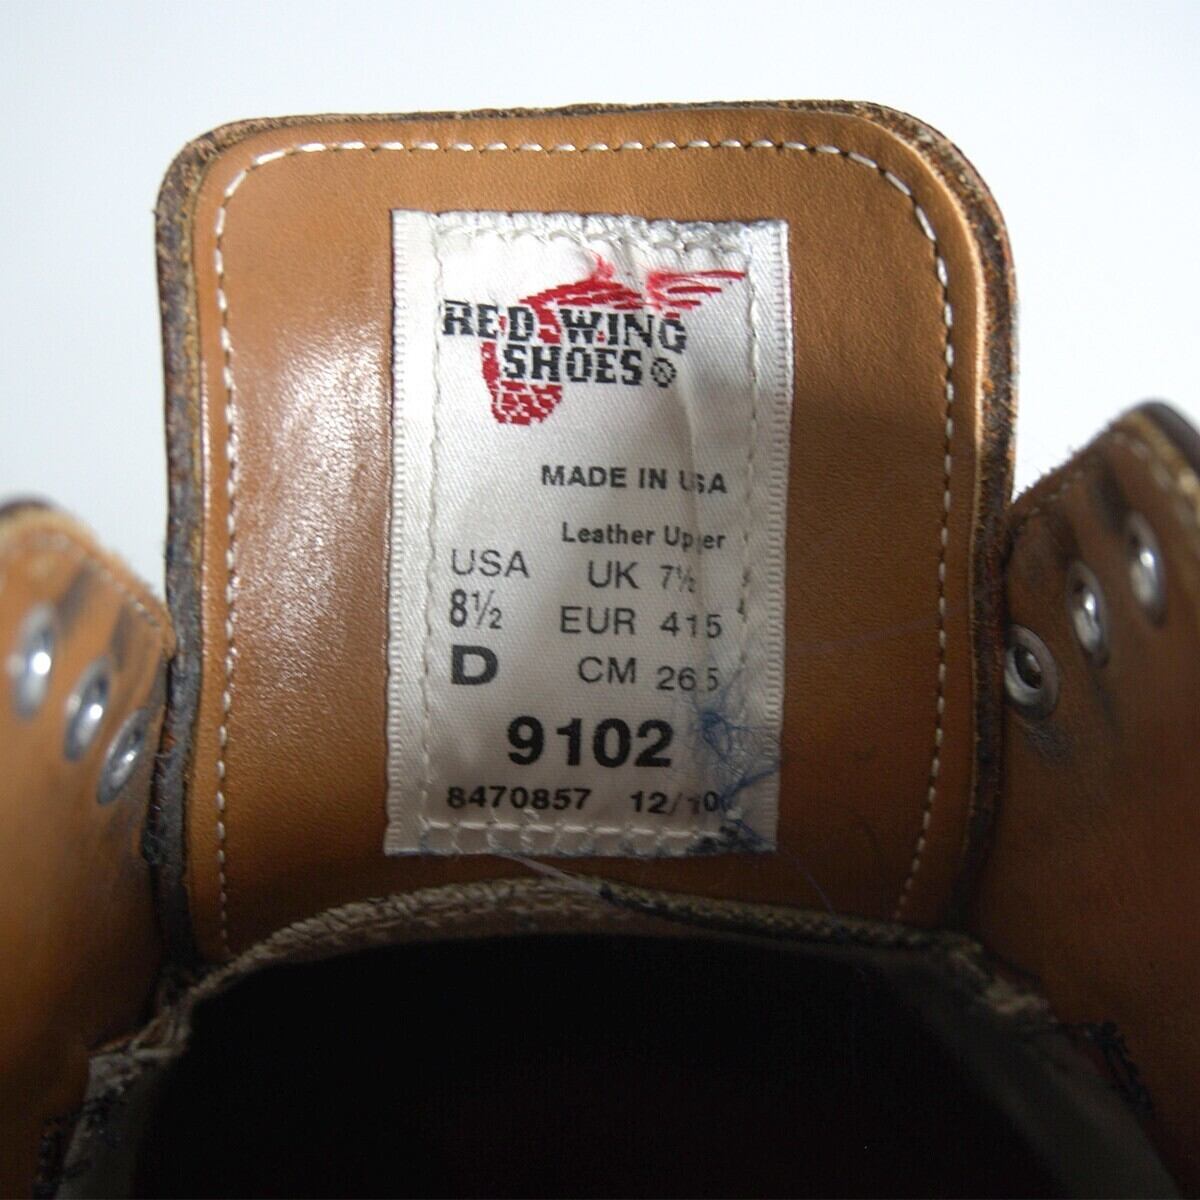 RED WING
SHOES®
MADE IN USA
Leather Upper
USA UK 7½
8½ EUR 415
D CM 26.5
9102
8470857 12/10